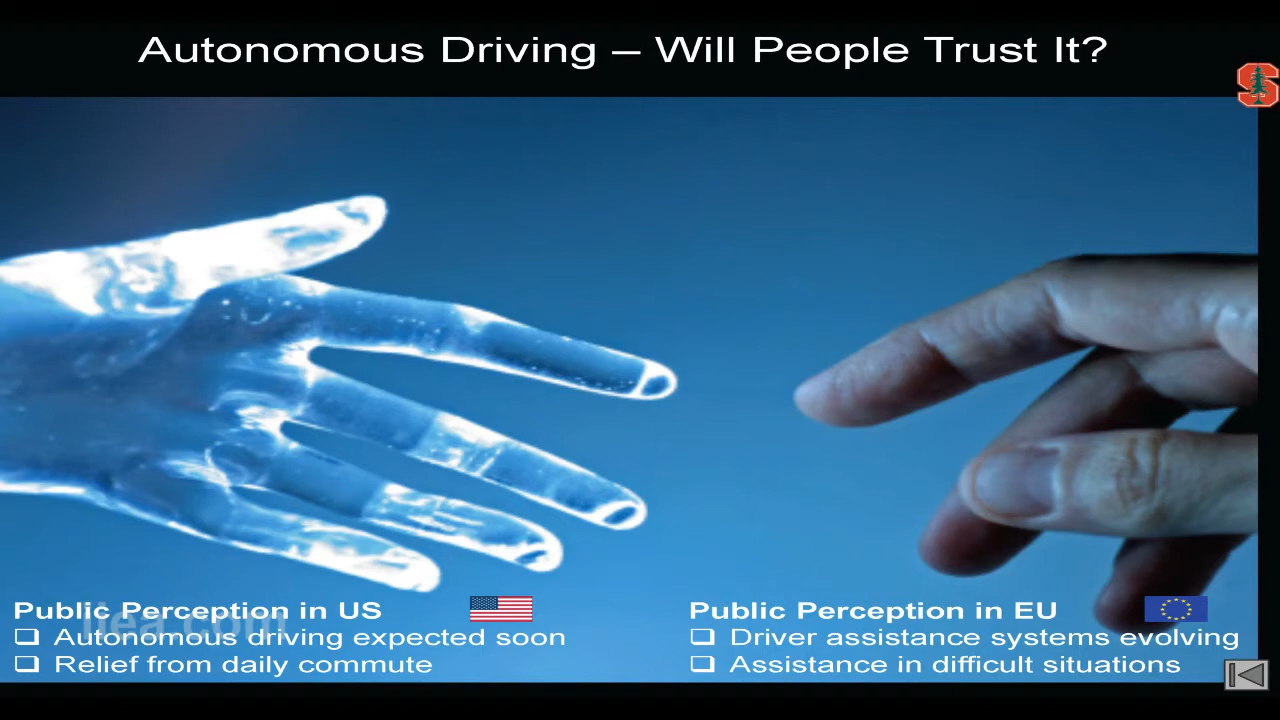 Autonomous Driving – Will People Trust It?
S
Public Perception in US
❑ Autonomous driving expected soon
❑ Relief from daily commute
Public Perception in EU
❑ Driver assistance systems evolving
❑ Assistance in difficult situations